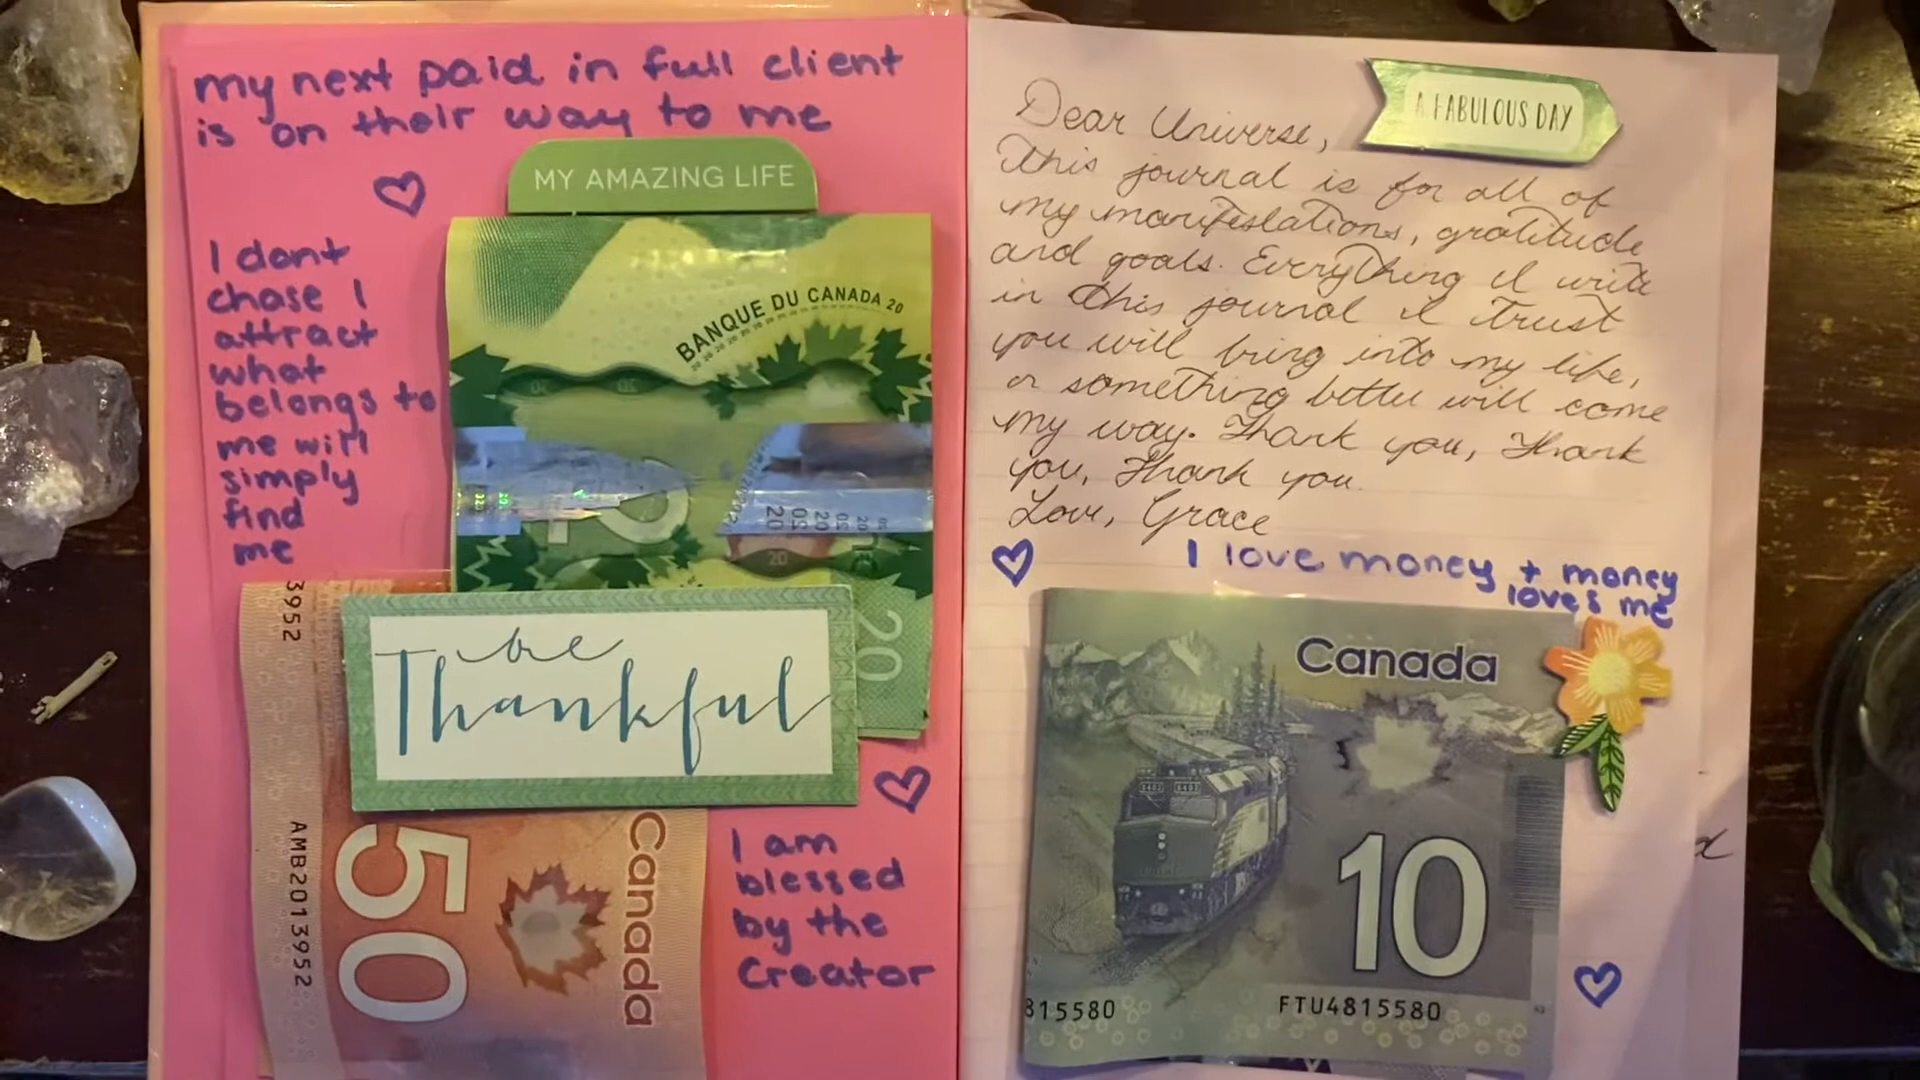 my next paid in full client
is on their way to me
MY AMAZING LIFE
I dont
chase I
attract
what
belongs to
me will
simply
find
me
BANQUE DU CANADA 20
20
20
be
Thankful
3952
AMB2013952
50
Canada
I am
blessed
by the
Creator
A FABULOUS DAY
Dear Universe,
This journal is for all of
my manifestations, gratitude
and goals. Everything I write
in this journal I trust
you will bring into my life,
or something better will come
my way. Thank you, Thank
you, Thank you.
Love, Grace
I love money + money
loves me
Canada
6403 6403
10
815580
FTU4815580